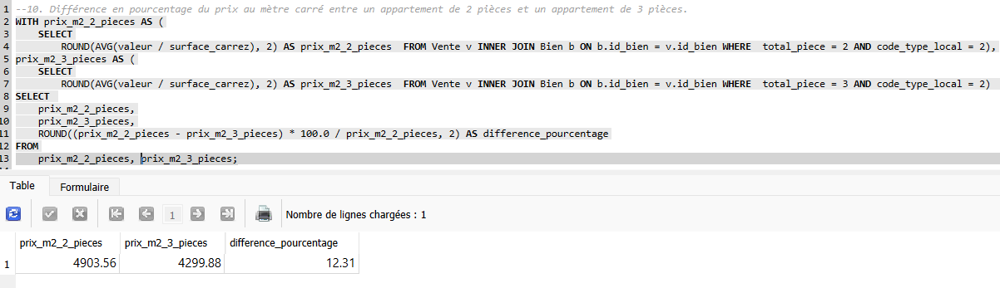 1 --10. Différence en pourcentage du prix au mètre carré entre un appartement de 2 pièces et un appartement de 3 pièces.
2 WITH prix_m2_2_pieces AS (
3 SELECT
4 ROUND(AVG(valeur / surface_carrez), 2) AS prix_m2_2_pieces FROM Vente v INNER JOIN Bien b ON b.id_bien = v.id_bien WHERE total_piece = 2 AND code_type_local = 2),
5 prix_m2_3_pieces AS (
6 SELECT
7 ROUND(AVG(valeur / surface_carrez), 2) AS prix_m2_3_pieces FROM Vente v INNER JOIN Bien b ON b.id_bien = v.id_bien WHERE total_piece = 3 AND code_type_local = 2)
8 SELECT
9 prix_m2_2_pieces,
10 prix_m2_3_pieces,
11 ROUND((prix_m2_2_pieces - prix_m2_3_pieces) * 100.0 / prix_m2_2_pieces, 2) AS difference_pourcentage
12 FROM
13 prix_m2_2_pieces, prix_m2_3_pieces;
Table Formulaire
1 Nombre de lignes chargées : 1
prix_m2_2_pieces prix_m2_3_pieces difference_pourcentage
1 4903.56 4299.88 12.31